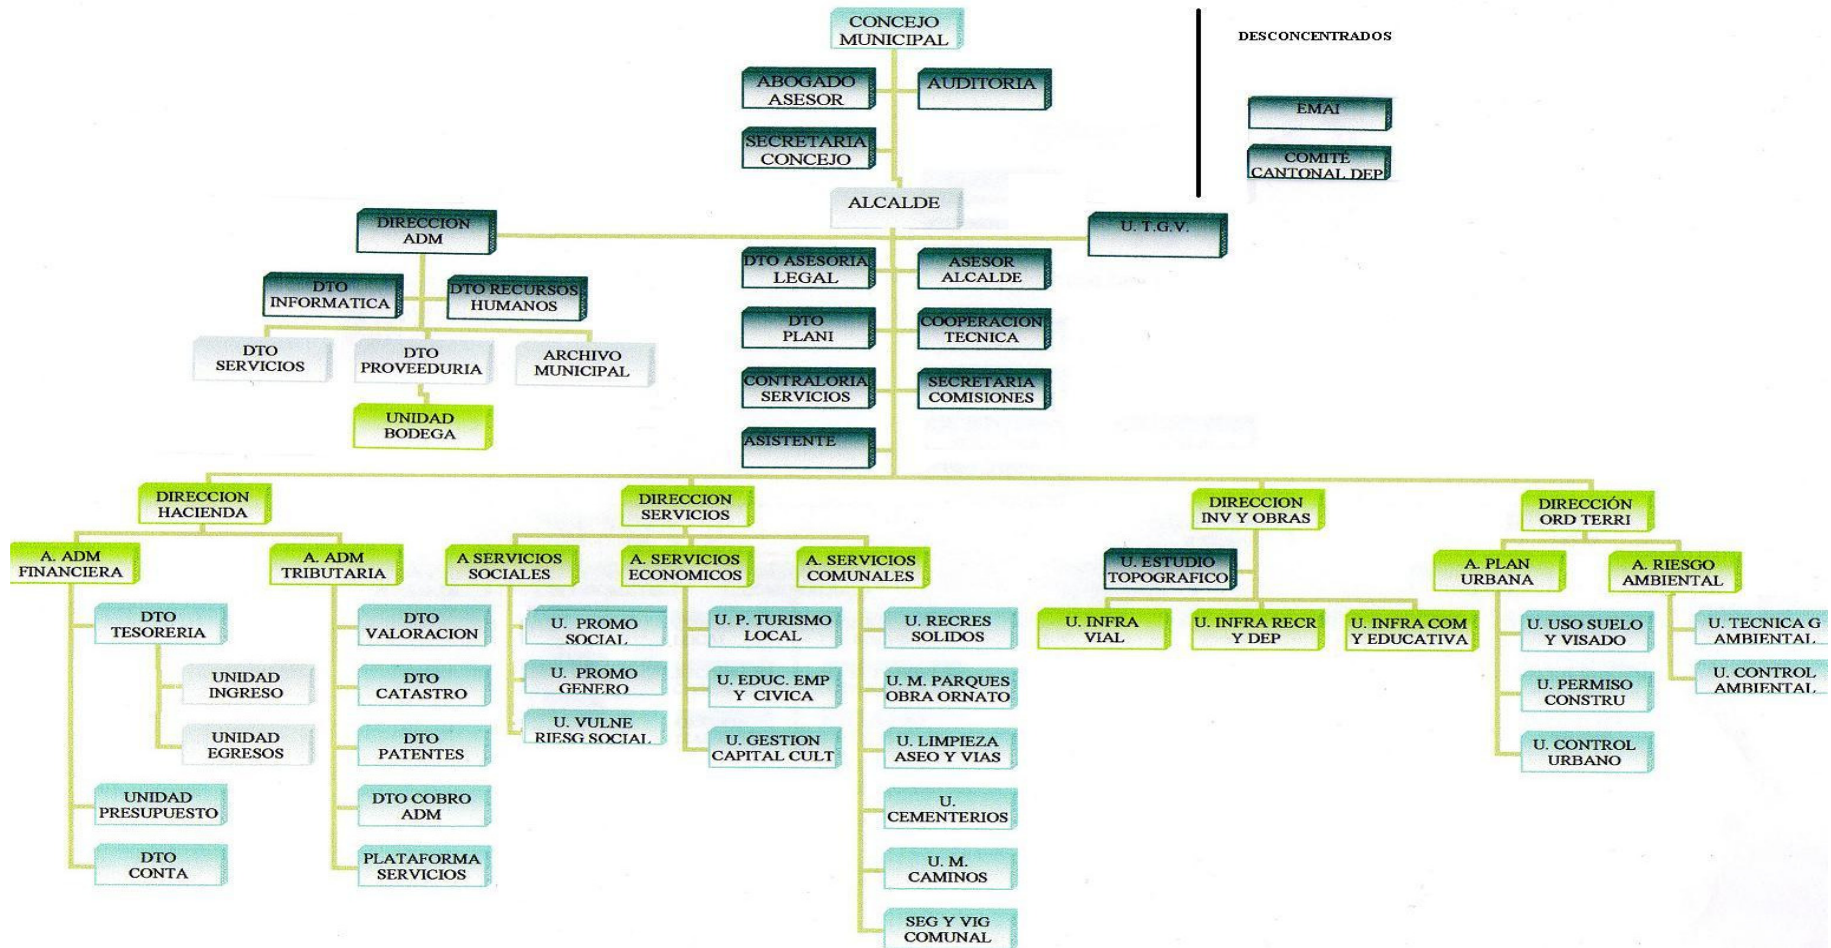 CONCEJO
MUNICIPAL
DESCONCENTRADOS
ABOGADO
ASESOR
AUDITORIA
EMAI
SECRETARIA
CONCEJO
COMITÉ
CANTONAL DEP
ALCALDE
DIRECCION
ADM
U. T.G.V.
DTO ASESORIA
LEGAL
ASESOR
ALCALDE
DTO
INFORMATICA
DTO RECURSOS
HUMANOS
DTO
PLANI
COOPERACION
TECNICA
DTO
SERVICIOS
DTO
PROVEEDURIA
ARCHIVO
MUNICIPAL
CONTRALORIA
SERVICIOS
SECRETARIA
COMISIONES
UNIDAD
BODEGA
ASISTENTE
DIRECCION
HACIENDA
DIRECCION
SERVICIOS
DIRECCION
INV Y OBRAS
DIRECCIÓN
ORD TERRI
A. ADM
FINANCIERA
A. ADM
TRIBUTARIA
A SERVICIOS
SOCIALES
A. SERVICIOS
ECONOMICOS
A. SERVICIOS
COMUNALES
U. ESTUDIO
TOPOGRAFICO
A. PLAN
URBANA
A. RIESGO
AMBIENTAL
DTO
TESORERIA
DTO
VALORACION
U. PROMO
SOCIAL
U. P. TURISMO
LOCAL
U. RECRES
SOLIDOS
U. INFRA
VIAL
U. INFRA RECR
Y DEP
U. INFRA COM
Y EDUCATIVA
U. USO SUELO
Y VISADO
U. TECNICA G
AMBIENTAL
UNIDAD
INGRESO
DTO
CATASTRO
U. PROMO
GENERO
U. EDUC. EMP
Y CIVICA
U. M. PARQUES
OBRA ORNATO
U. PERMISO
CONSTRU
U. CONTROL
AMBIENTAL
UNIDAD
EGRESOS
DTO
PATENTES
U. VULNE
RIESG SOCIAL
U. GESTION
CAPITAL CULT
U. LIMPIEZA
ASEO Y VIAS
U. CONTROL
URBANO
UNIDAD
PRESUPUESTO
DTO COBRO
ADM
U.
CEMENTERIOS
DTO
CONTA
PLATAFORMA
SERVICIOS
U. M.
CAMINOS
SEG Y VIG
COMUNAL